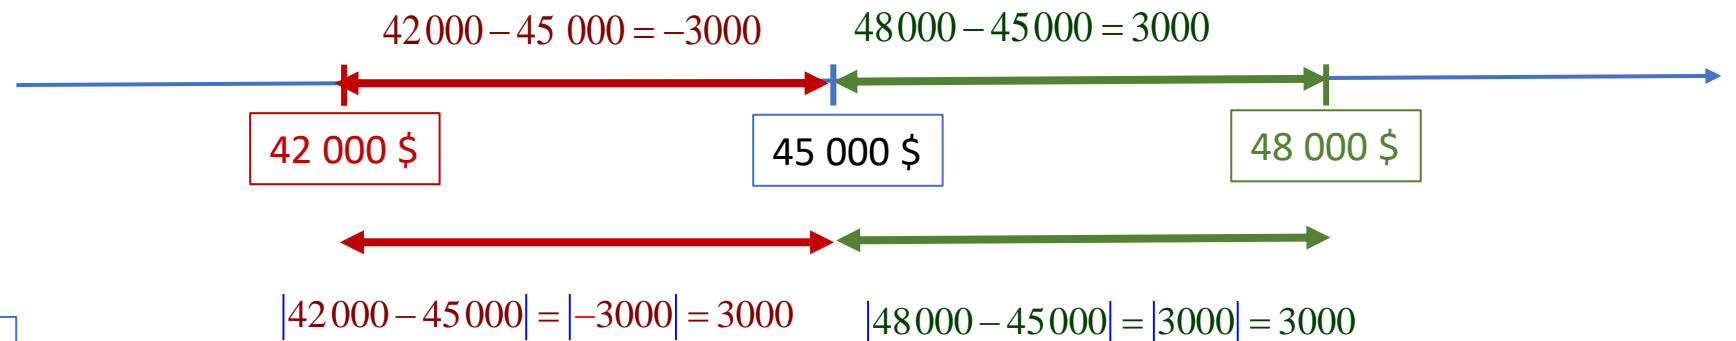 42 000 – 45 000 = –3000
48 000 – 45 000 = 3000
42 000 $
45 000 $
48 000 $
|42 000 – 45 000| = |–3000| = 3000
|48 000 – 45 000| = |3000| = 3000